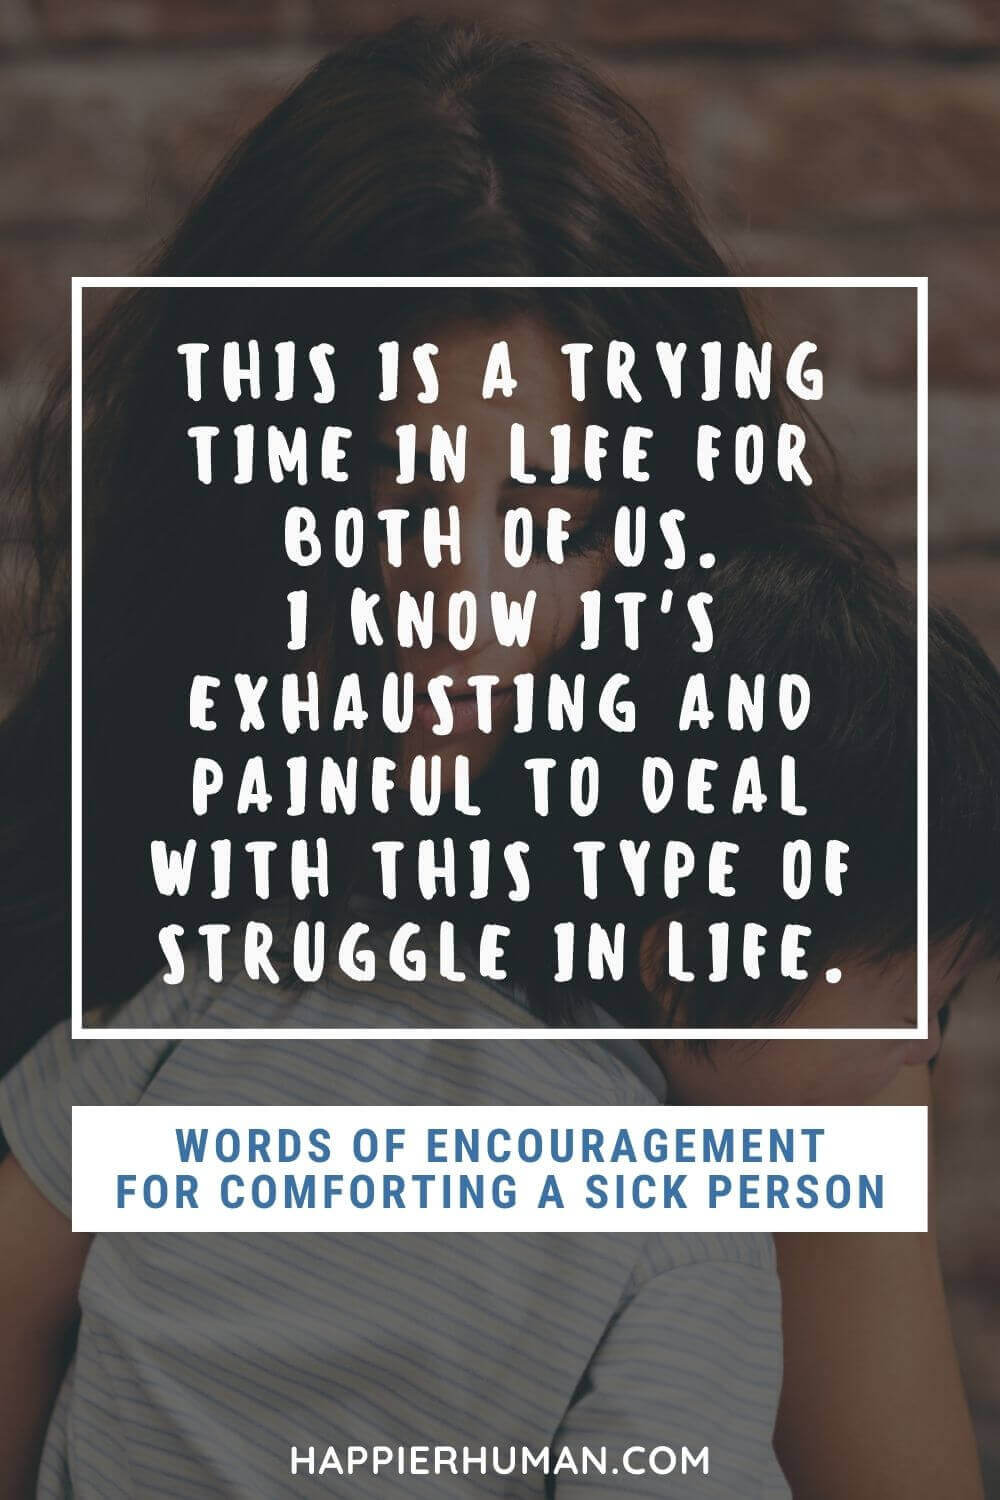 THIS IS A TRYING
TIME IN LIFE FOR
BOTH OF US.
I KNOW IT'S
EXHAUSTING AND
PAINFUL TO DEAL
WITH THIS TYPE OF
STRUGGLE IN LIFE.
WORDS OF ENCOURAGEMENT
FOR COMFORTING A SICK PERSON
HAPPIERHUMAN.COM